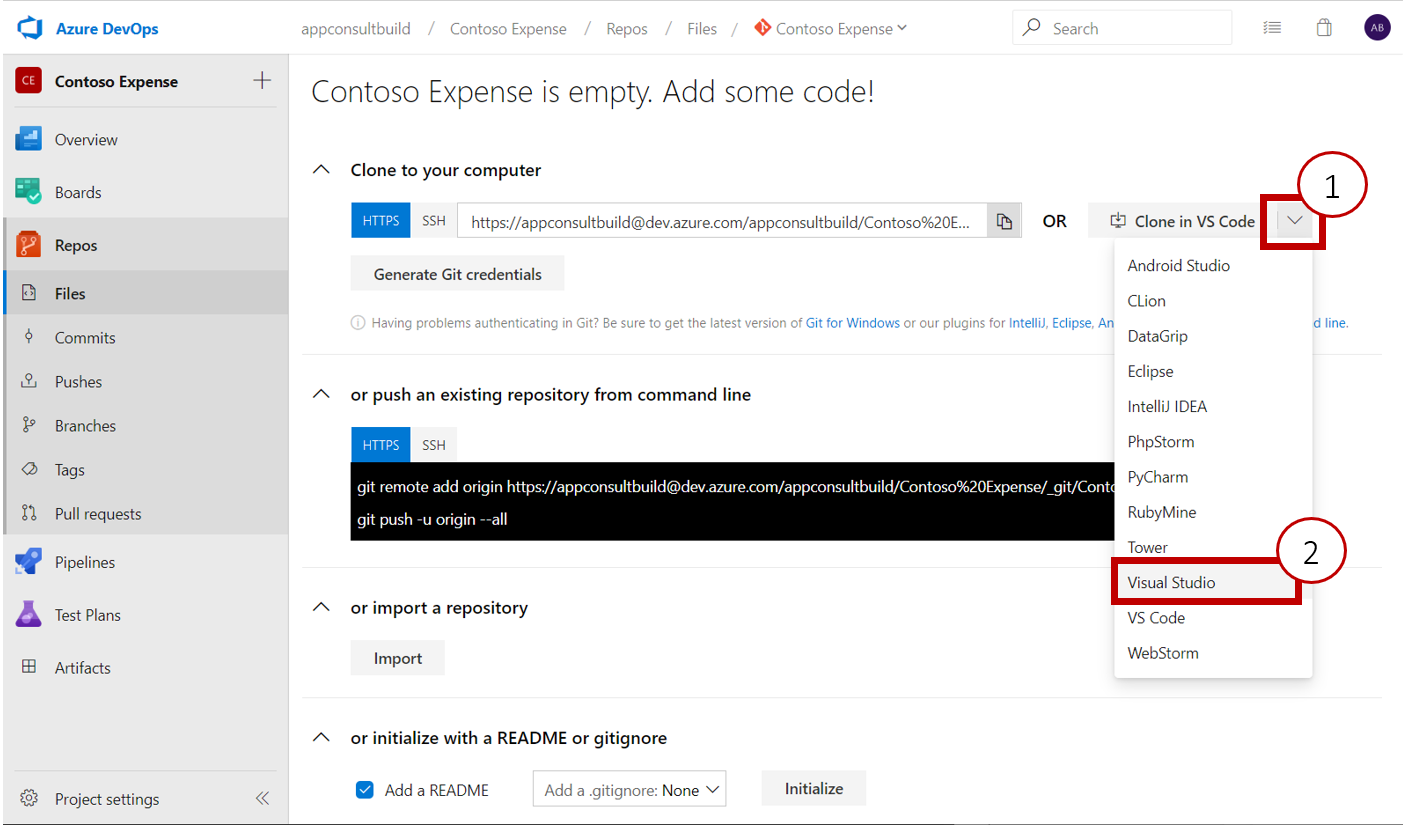 Azure DevOps
appconsultbuild / Contoso Expense / Repos / Files / Contoso Expense
Search
AB
CE Contoso Expense
Overview
Boards
Repos
Files
Commits
Pushes
Branches
Tags
Pull requests
Pipelines
Test Plans
Artifacts
Project settings
Contoso Expense is empty. Add some code!
Clone to your computer
HTTPS SSH https://appconsultbuild@dev.azure.com/appconsultbuild/Contoso%20E... OR Clone in VS Code
1
Generate Git credentials
Having problems authenticating in Git? Be sure to get the latest version of Git for Windows or our plugins for IntelliJ, Eclipse, An d line.
or push an existing repository from command line
HTTPS SSH
git remote add origin https://appconsultbuild@dev.azure.com/appconsultbuild/Contoso%20Expense/_git/Conto
git push -u origin --all
or import a repository
Import
or initialize with a README or gitignore
Add a README Add a .gitignore: None Initialize
Android Studio
CLion
DataGrip
Eclipse
IntelliJ IDEA
PhpStorm
PyCharm
RubyMine
Tower
2
Visual Studio
VS Code
WebStorm